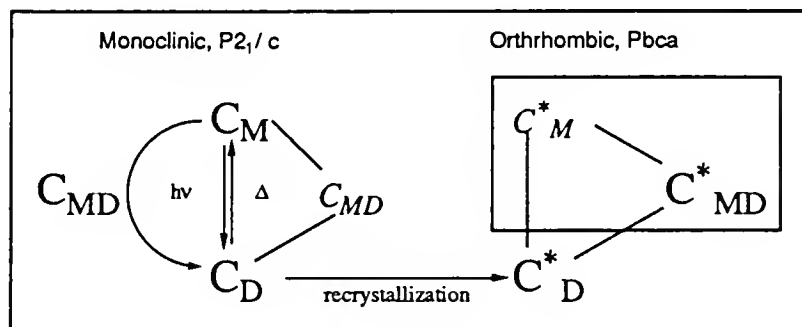 Monoclinic, P2₁/ c
Orthrhombic, Pbca
C_M
C*_M
C_MD
hν
Δ
C_MD
C*_MD
C_D
recrystallization
C*_D